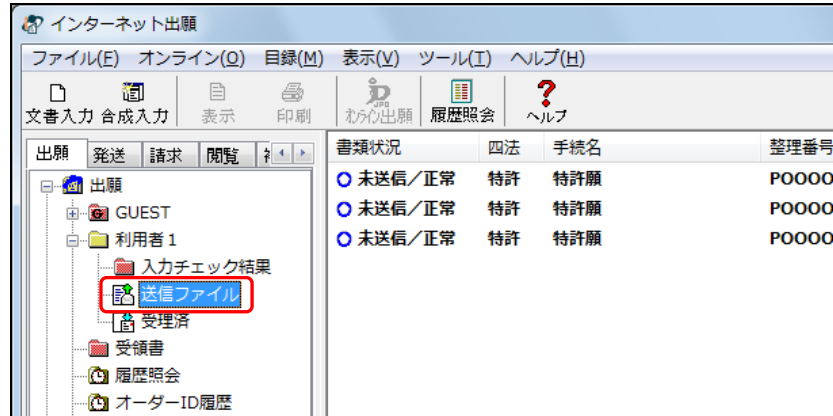 インターネット出願
ファイル(F) オンライン(O) 目録(M) 表示(V) ツール(T) ヘルプ(H)
文書入力 合成入力 表示 印刷 オンライン出願 履歴照会 ヘルプ
出願 発送 請求 閲覧
書類状況 四法 手続名 整理番号
出願
未送信/正常 特許 特許願 P0000
GUEST
未送信/正常 特許 特許願 P0000
利用者1
未送信/正常 特許 特許願 P0000
入力チェック結果
送信ファイル
受理済
受領書
履歴照会
オーダーID履歴